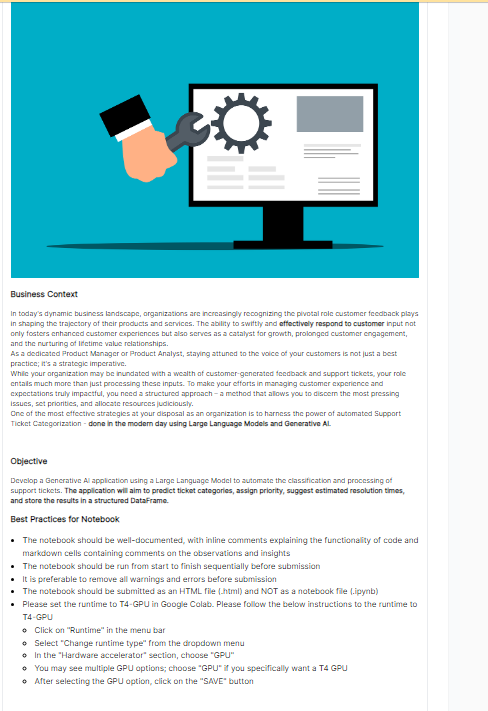 Business Context
In today's dynamic business landscape, organizations are increasingly recognizing the pivotal role customer feedback plays
in shaping the trajectory of their products and services. The ability to swiftly and effectively respond to customer input not
only fosters enhanced customer experiences but also serves as a catalyst for growth, prolonged customer engagement,
and the nurturing of lifetime value relationships.
As a dedicated Product Manager or Product Analyst, staying attuned to the voice of your customers is not just a best
practice; it's a strategic imperative.
While your organization may be inundated with a wealth of customer-generated feedback and support tickets, your role
entails much more than just processing these inputs. To make your efforts in managing customer experience and
expectations truly impactful, you need a structured approach – a method that allows you to discern the most pressing
issues, set priorities, and allocate resources judiciously.
One of the most effective strategies at your disposal as an organization is to harness the power of automated Support
Ticket Categorization - done in the modern day using Large Language Models and Generative AI.
Objective
Develop a Generative AI application using a Large Language Model to automate the classification and processing of
support tickets. The application will aim to predict ticket categories, assign priority, suggest estimated resolution times,
and store the results in a structured DataFrame.
Best Practices for Notebook
• The notebook should be well-documented, with inline comments explaining the functionality of code and
markdown cells containing comments on the observations and insights
• The notebook should be run from start to finish sequentially before submission
• It is preferable to remove all warnings and errors before submission
• The notebook should be submitted as an HTML file (.html) and NOT as a notebook file (.ipynb)
• Please set the runtime to T4-GPU in Google Colab. Please follow the below instructions to the runtime to
T4-GPU
○ Click on "Runtime" in the menu bar
○ Select "Change runtime type" from the dropdown menu
○ In the "Hardware accelerator" section, choose "GPU"
○ You may see multiple GPU options; choose "GPU" if you specifically want a T4 GPU
○ After selecting the GPU option, click on the "SAVE" button